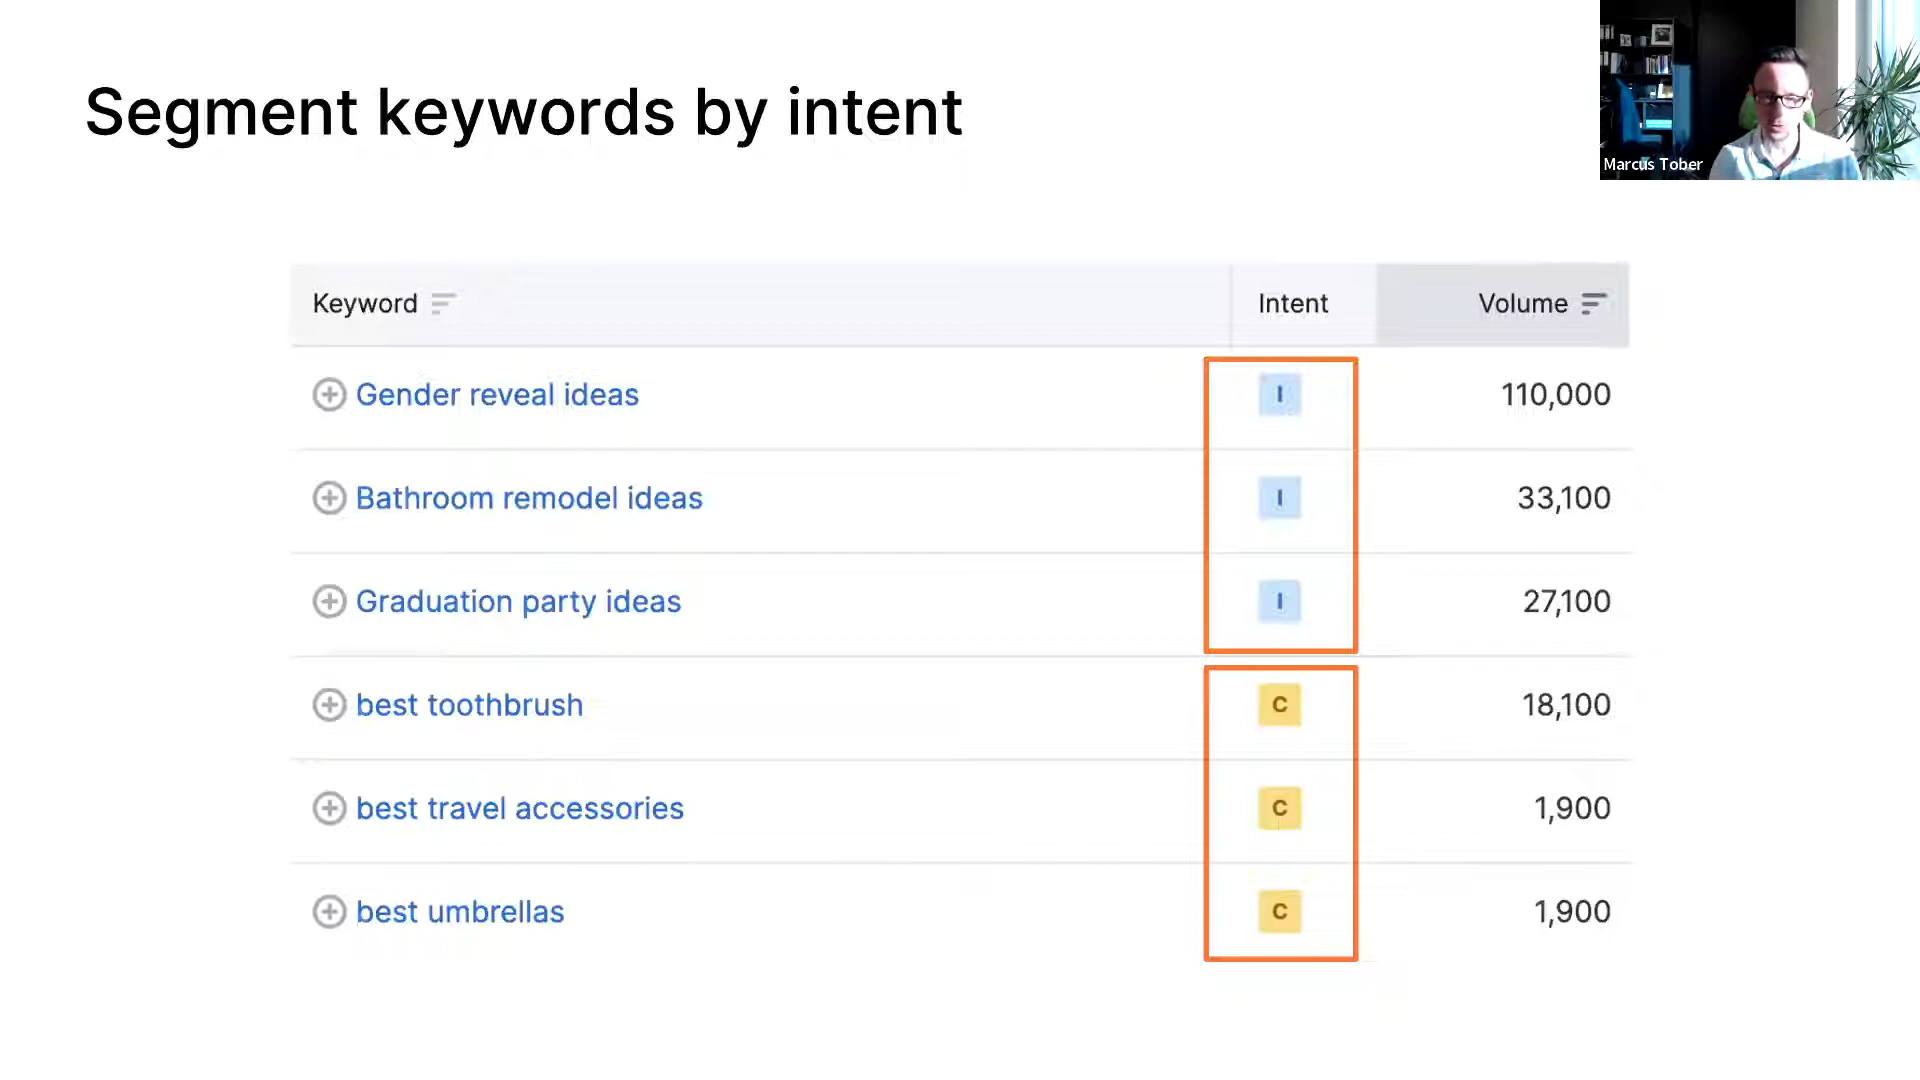 Segment keywords by intent
Marcus Tober
Keyword Intent Volume
Gender reveal ideas I 110,000
Bathroom remodel ideas I 33,100
Graduation party ideas I 27,100
best toothbrush C 18,100
best travel accessories C 1,900
best umbrellas C 1,900